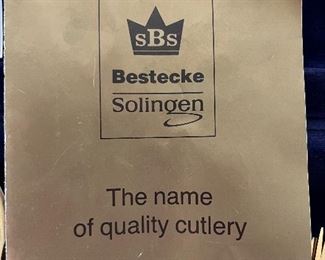 sBs
Bestecke
Solingen
The name
of quality cutlery